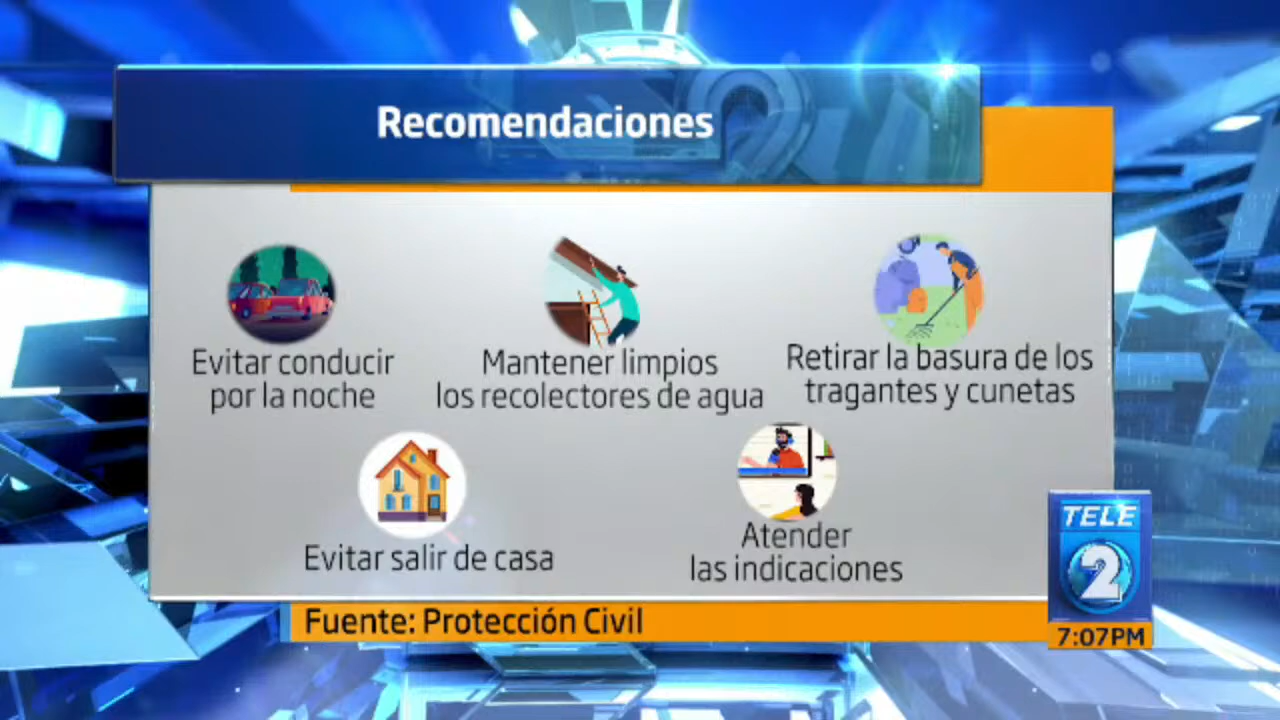 Recomendaciones
Evitar conducir
por la noche
Mantener limpios
los recolectores de agua
Retirar la basura de los
tragantes y cunetas
Evitar salir de casa
Atender
las indicaciones
Fuente: Protección Civil
TELE
2
7:07PM